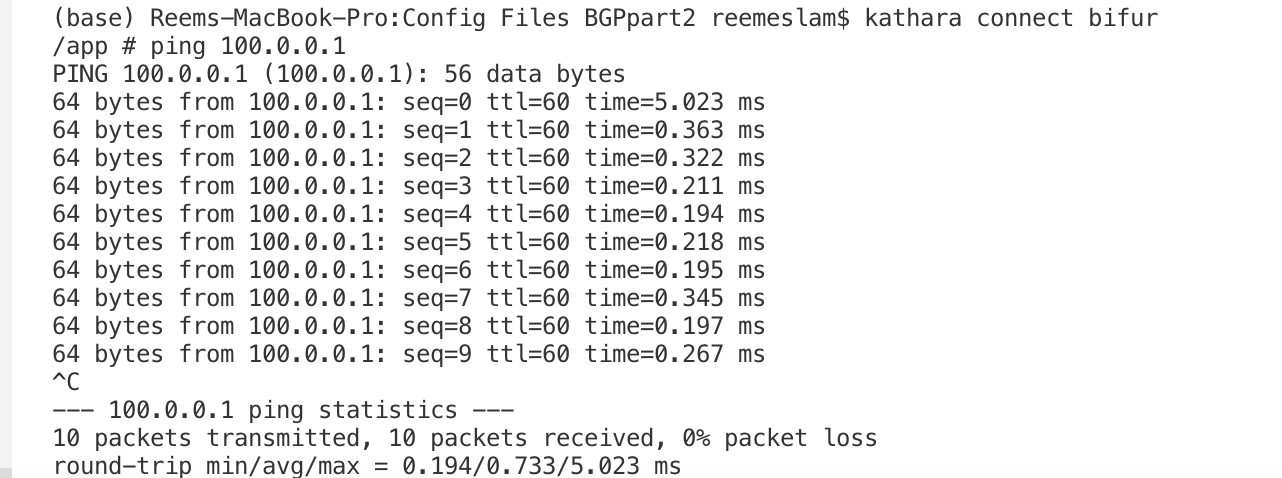 (base) Reems-MacBook-Pro:Config Files BGPpart2 reemeslam$ kathara connect bifur
/app # ping 100.0.0.1
PING 100.0.0.1 (100.0.0.1): 56 data bytes
64 bytes from 100.0.0.1: seq=0 ttl=60 time=5.023 ms
64 bytes from 100.0.0.1: seq=1 ttl=60 time=0.363 ms
64 bytes from 100.0.0.1: seq=2 ttl=60 time=0.322 ms
64 bytes from 100.0.0.1: seq=3 ttl=60 time=0.211 ms
64 bytes from 100.0.0.1: seq=4 ttl=60 time=0.194 ms
64 bytes from 100.0.0.1: seq=5 ttl=60 time=0.218 ms
64 bytes from 100.0.0.1: seq=6 ttl=60 time=0.195 ms
64 bytes from 100.0.0.1: seq=7 ttl=60 time=0.345 ms
64 bytes from 100.0.0.1: seq=8 ttl=60 time=0.197 ms
64 bytes from 100.0.0.1: seq=9 ttl=60 time=0.267 ms
^C
--- 100.0.0.1 ping statistics ---
10 packets transmitted, 10 packets received, 0% packet loss
round-trip min/avg/max = 0.194/0.733/5.023 ms